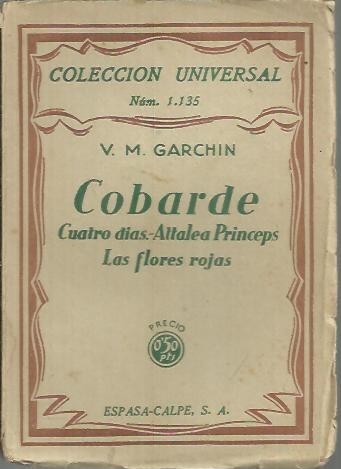 COLECCION UNIVERSAL
Núm. 1.135
V. M. GARCHIN
Cobarde
Cuatro días.-Attalea Princeps
Las flores rojas
PRECIO
0'50
pts
ESPASA-CALPE, S. A.